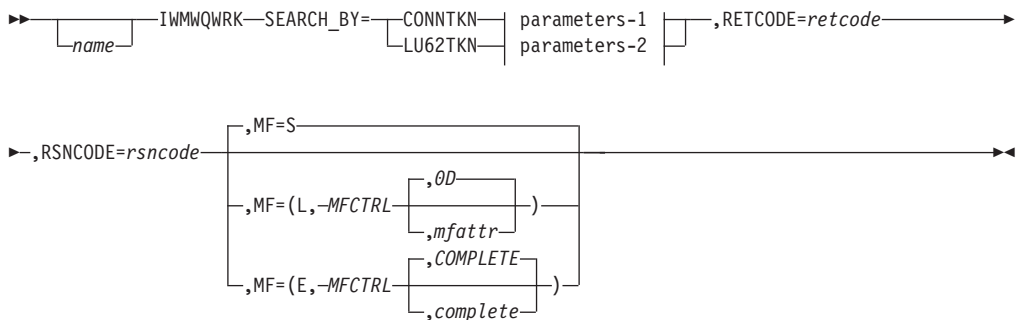 IWMWQWRK SEARCH_BY= CONNTKN parameters-1 ,RETCODE=retcode
name LU62TKN parameters-2
,MF=S
,RSNCODE=rsncode
,0D
,MF=(L, MFCTRL )
,mfattr
,COMPLETE
,MF=(E, MFCTRL )
,complete